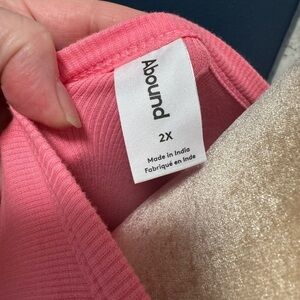 Abound
2X
Made in India
Fabriqué en Inde